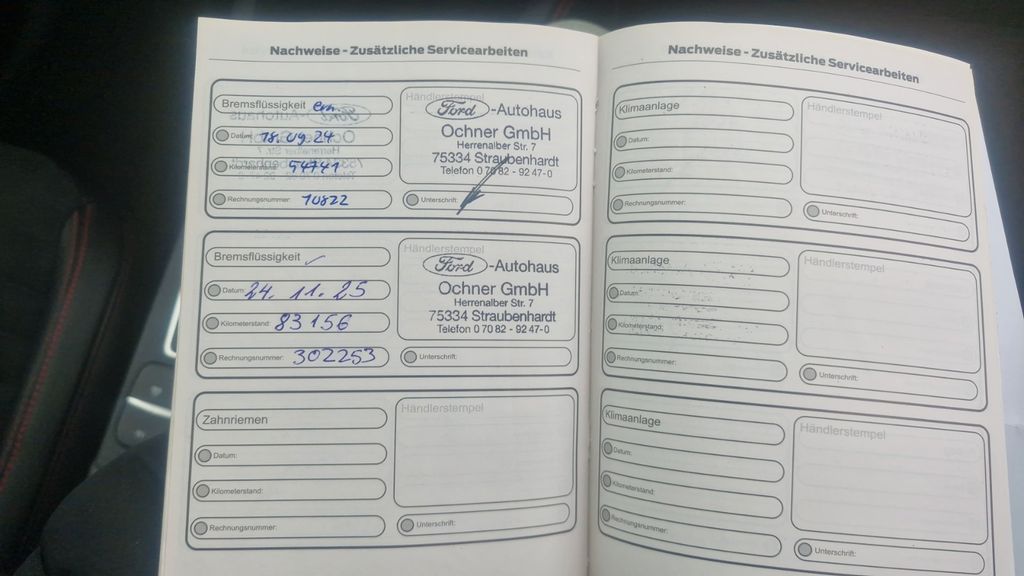 Nachweise - Zusätzliche Servicearbeiten
Bremsflüssigkeit ern.
Datum: 18.09.24
Kilometerstand: 54741
Rechnungsnummer: 10822
Händlerstempel
Ford-Autohaus
Ochner GmbH
Herrenalber Str. 7
75334 Straubenhardt
Telefon 0 70 82 - 92 47-0
Unterschrift:
Bremsflüssigkeit ✓
Datum: 24. 11. 25
Kilometerstand: 83156
Rechnungsnummer: 302253
Händlerstempel
Ford-Autohaus
Ochner GmbH
Herrenalber Str. 7
75334 Straubenhardt
Telefon 0 70 82 - 92 47-0
Unterschrift:
Zahnriemen
Datum:
Kilometerstand:
Rechnungsnummer:
Händlerstempel
Unterschrift:
Nachweise - Zusätzliche Servicearbeiten
Klimaanlage
Datum:
Kilometerstand:
Rechnungsnummer:
Händlerstempel
Unterschrift:
Klimaanlage
Datum:
Kilometerstand:
Rechnungsnummer:
Händlerstempel
Unterschrift:
Klimaanlage
Datum:
Kilometerstand:
Rechnungsnummer:
Händlerstempel
Unterschrift: